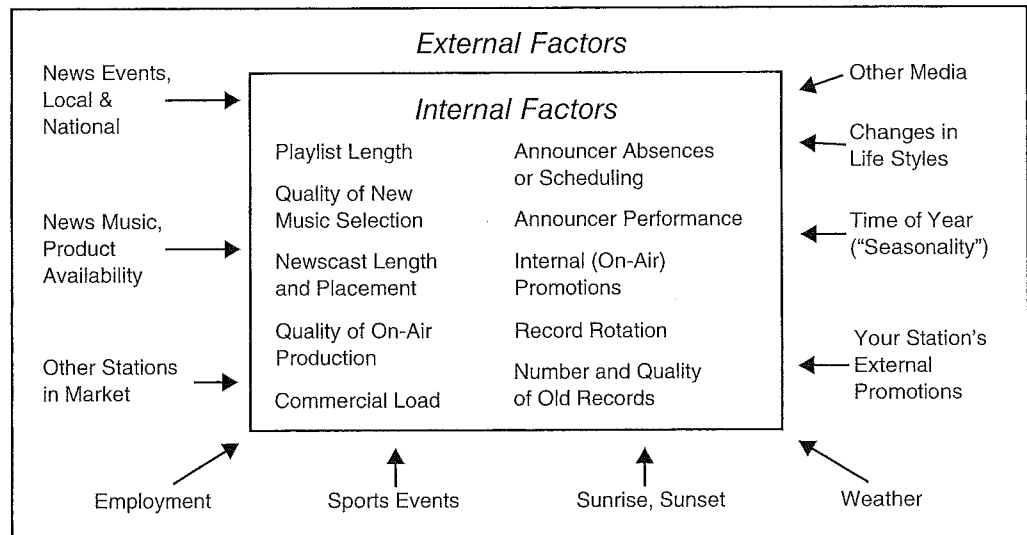 External Factors
News Events,
Local &
National
News Music,
Product
Availability
Other Stations
in Market
Internal Factors
Playlist Length
Quality of New
Music Selection
Newscast Length
and Placement
Quality of On-Air
Production
Commercial Load
Announcer Absences
or Scheduling
Announcer Performance
Internal (On-Air)
Promotions
Record Rotation
Number and Quality
of Old Records
Other Media
Changes in
Life Styles
Time of Year
("Seasonality")
Your Station's
External
Promotions
Employment
Sports Events
Sunrise, Sunset
Weather